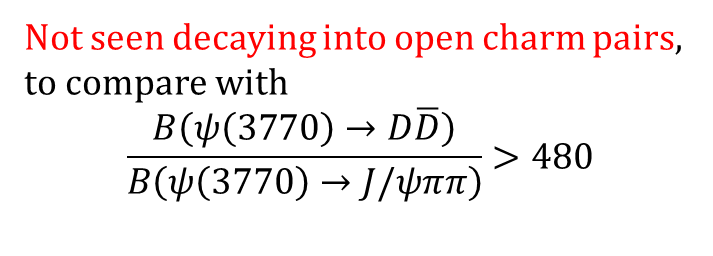 Not seen decaying into open charm pairs,
to compare with
B(ψ(3770) → DD̅)
> 480
B(ψ(3770) → J/ψππ)